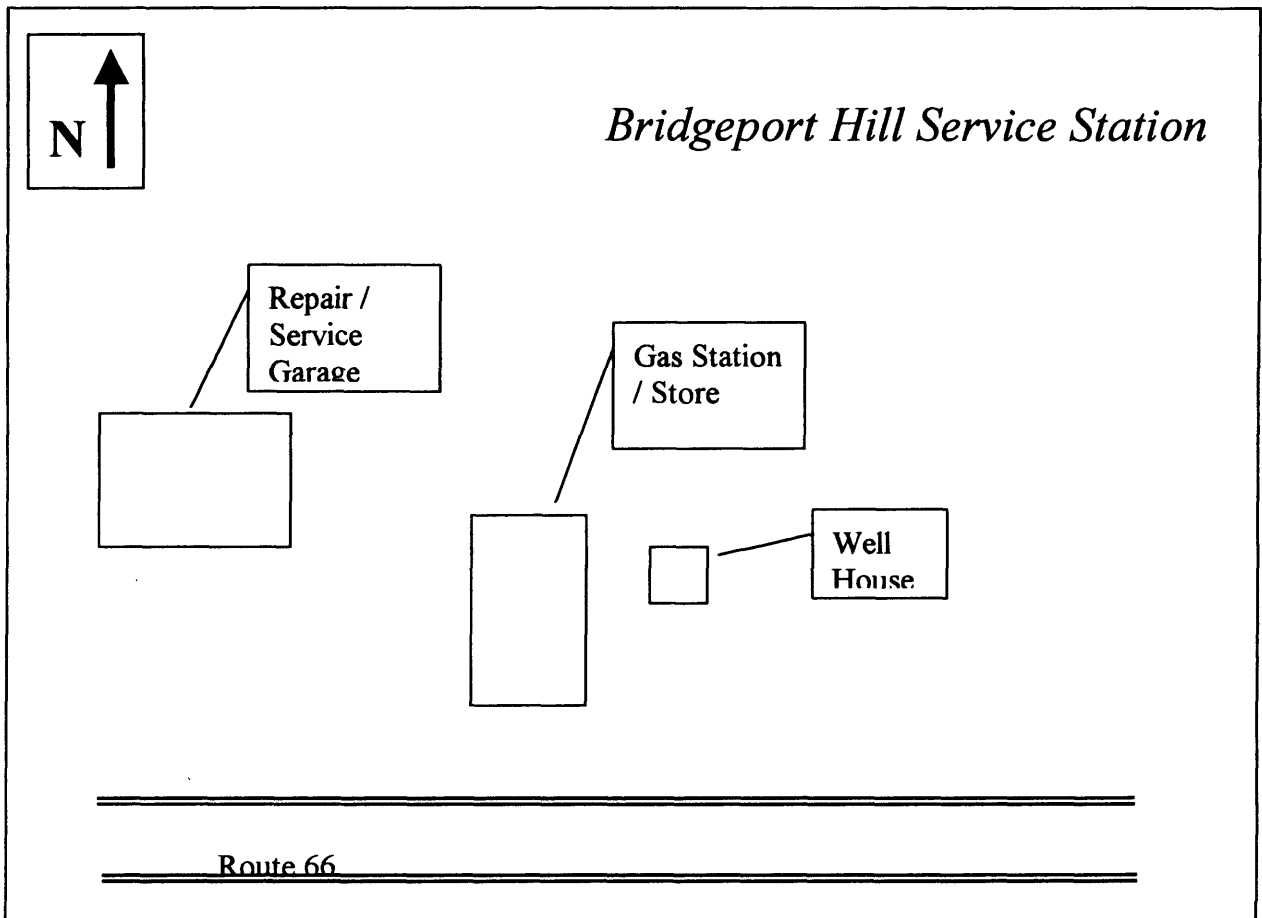 N
Bridgeport Hill Service Station
Repair /
Service
Garage
Gas Station
/ Store
Well
House
Route 66